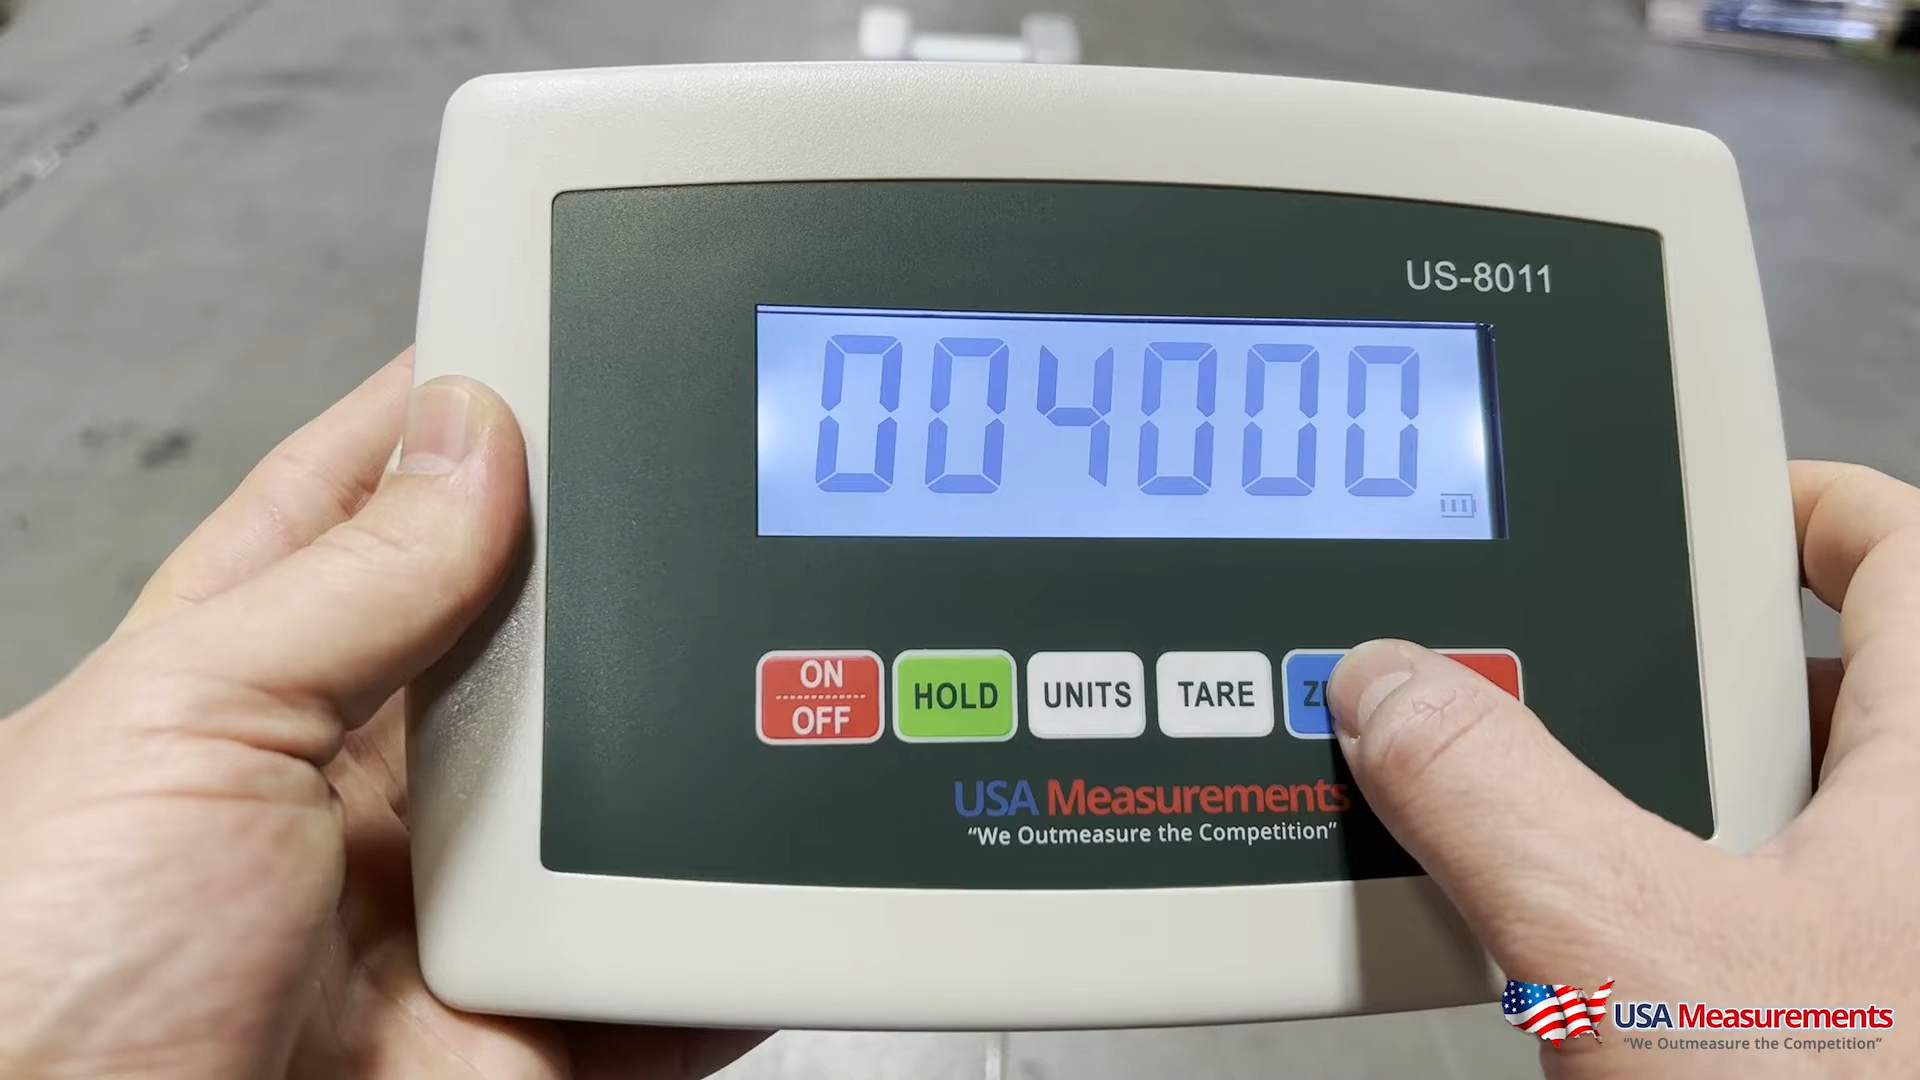 US-8011
004000
ON
OFF
HOLD
UNITS
TARE
USA Measurements
“We Outmeasure the Competition”
USA Measurements
“We Outmeasure the Competition”